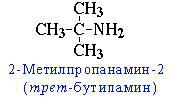 CH₃
CH₃-C-NH₂
CH₃
2-Метилпропанамин-2
(трет-бутиламин)